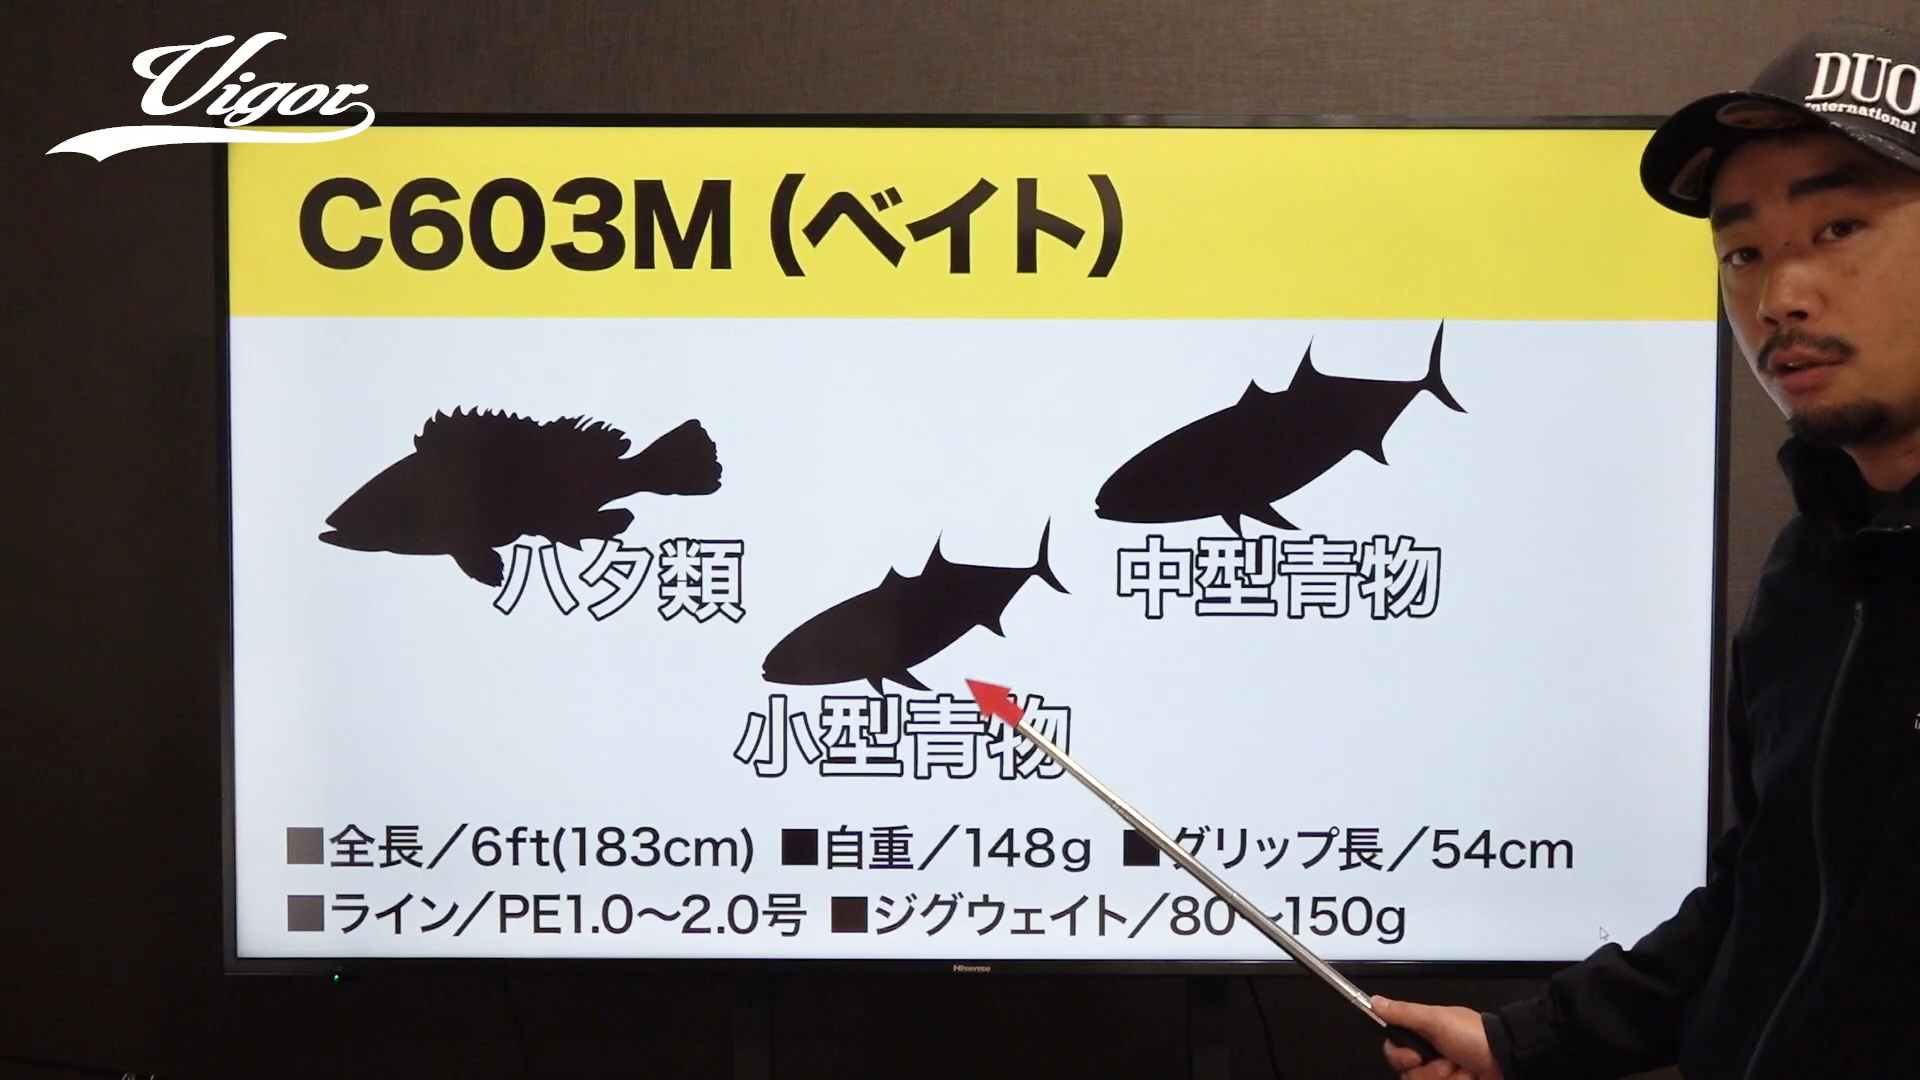 Vigor
DUO
International
C603M(ベイト)
ハタ類
中型青物
小型青物
■全長／6ft(183cm) ■自重／148g ■グリップ長／54cm
■ライン／PE1.0〜2.0号 ■ジグウェイト／80〜150g
Hisense